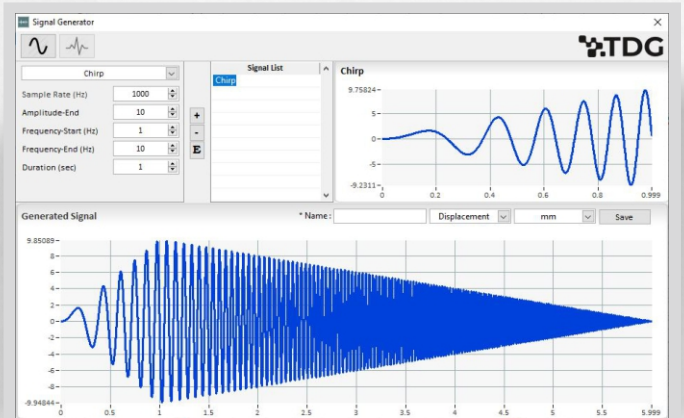 Signal Generator
TDG
Chirp
Sample Rate (Hz) 1000
Amplitude-End 10
Frequency-Start (Hz) 1
Frequency-End (Hz) 10
Duration (sec) 1
+
-
E
Signal List
Chirp
Chirp
9.75824
5
0
-5
-9.2311
0 0.2 0.4 0.6 0.8 0.999
Generated Signal
* Name: Displacement mm Save
9.85089
8
6
4
2
0
-2
-4
-6
-8
-9.94844
0 0.5 1 1.5 2 2.5 3 3.5 4 4.5 5 5.5 5.999